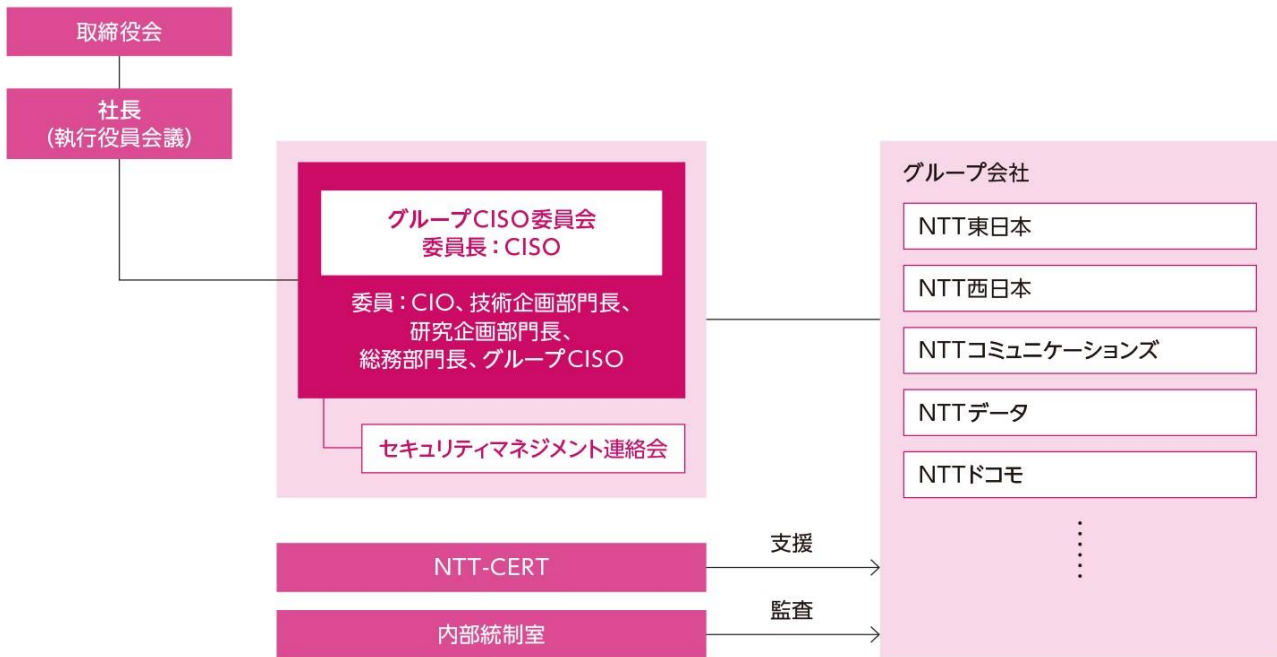 取締役会
社長
(執行役員会議)
グループCISO委員会
委員長：CISO
委員：CIO、技術企画部門長、
研究企画部門長、
総務部門長、グループCISO
セキュリティマネジメント連絡会
グループ会社
NTT東日本
NTT西日本
NTTコミュニケーションズ
NTTデータ
NTTドコモ
……
NTT-CERT
支援
内部統制室
監査